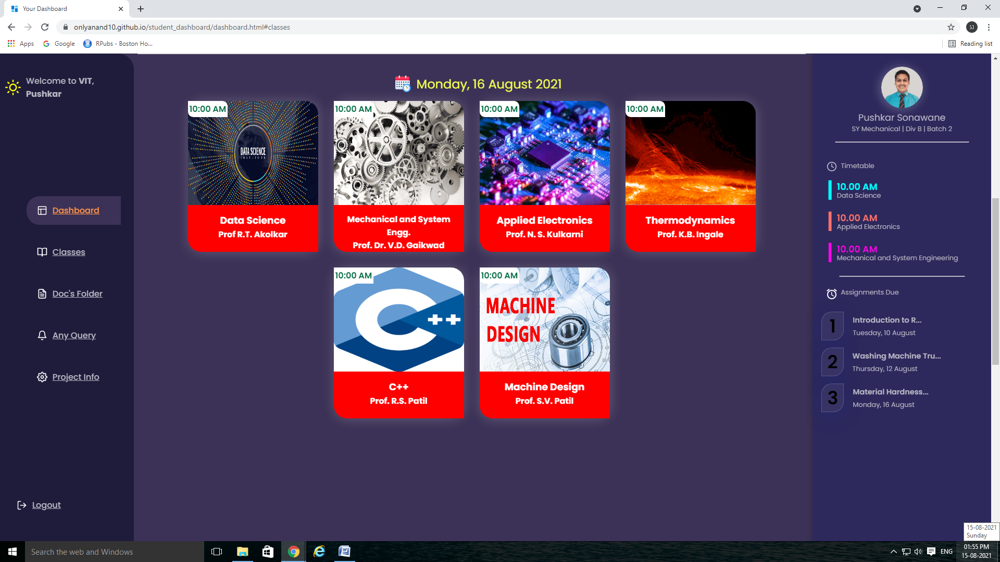 Your Dashboard
onlyanand10.github.io/student_dashboard/dashboard.html#classes
53
Apps
Google
RPubs - Boston Ho...
Reading list
Welcome to VIT,
Pushkar
Dashboard
Classes
Doc's Folder
Any Query
Project Info
Logout
Monday, 16 August 2021
10:00 AM
DATA SCIENCE
INSTITUTE
Data Science
Prof R.T. Akolkar
10:00 AM
Mechanical and System
Engg.
Prof. Dr. V.D. Gaikwad
10:00 AM
Applied Electronics
Prof. N. S. Kulkarni
10:00 AM
Thermodynamics
Prof. K.B. Ingale
10:00 AM
C++
Prof. R.S. Patil
10:00 AM
MACHINE
DESIGN
Machine Design
Prof. S.V. Patil
Pushkar Sonawane
SY Mechanical | Div B | Batch 2
Timetable
10.00 AM
Data Science
10.00 AM
Applied Electronics
10.00 AM
Mechanical and System Engineering
Assignments Due
1
Introduction to R...
Tuesday, 10 August
2
Washing Machine Tru...
Thursday, 12 August
3
Material Hardness...
Monday, 16 August
15-08-2021
Sunday
Search the web and Windows
ENG
01:55 PM
15-08-2021